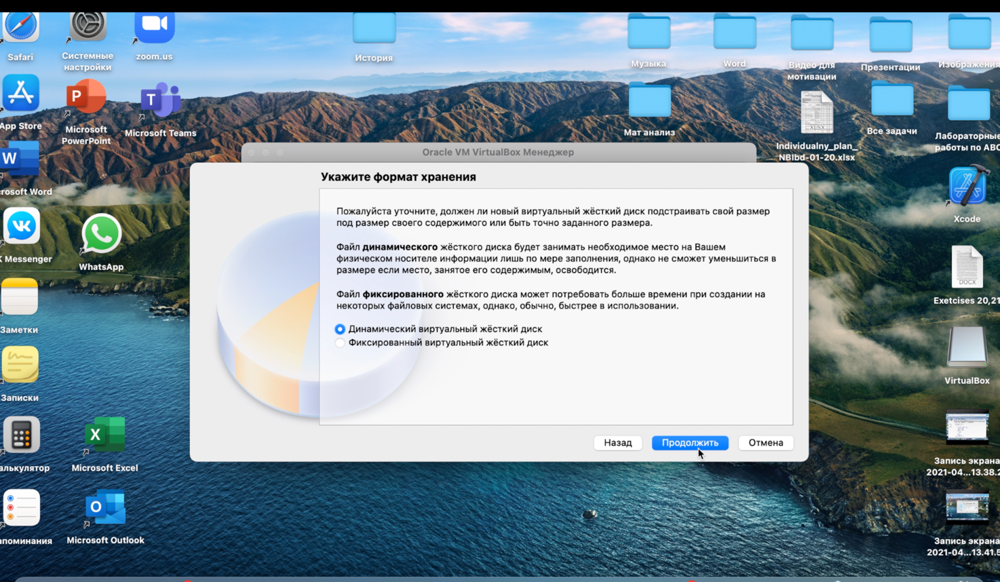 Safari
Системные
настройки
zoom.us
История
Музыка
Word
Видео для
мотивации
Презентации
Изображения
App Store
Microsoft
PowerPoint
Microsoft Teams
Мат анализ
XLSX
Individualny_plan_
NBIbd-01-20.xlsx
Все задачи
Лабораторные
работы по АВС
Oracle VM VirtualBox Менеджер
Укажите формат хранения
Пожалуйста уточните, должен ли новый виртуальный жёсткий диск подстраивать свой размер
под размер своего содержимого или быть точно заданного размера.
Файл динамического жёсткого диска будет занимать необходимое место на Вашем
физическом носителе информации лишь по мере заполнения, однако не сможет уменьшиться в
размере если место, занятое его содержимым, освободится.
Файл фиксированного жёсткого диска может потребовать больше времени при создании на
некоторых файловых системах, однако, обычно, быстрее в использовании.
Динамический виртуальный жёсткий диск
Фиксированный виртуальный жёсткий диск
Назад
Продолжить
Отмена
W
rosoft Word
Messenger
WhatsApp
Заметки
Записки
алькулятор
Microsoft Excel
апоминания
Microsoft Outlook
Xcode
DOCX
Exetcises 20,21
VirtualBox
Запись экрана
2021-04...13.38.2
Запись экрана
2021-04...13.41.5